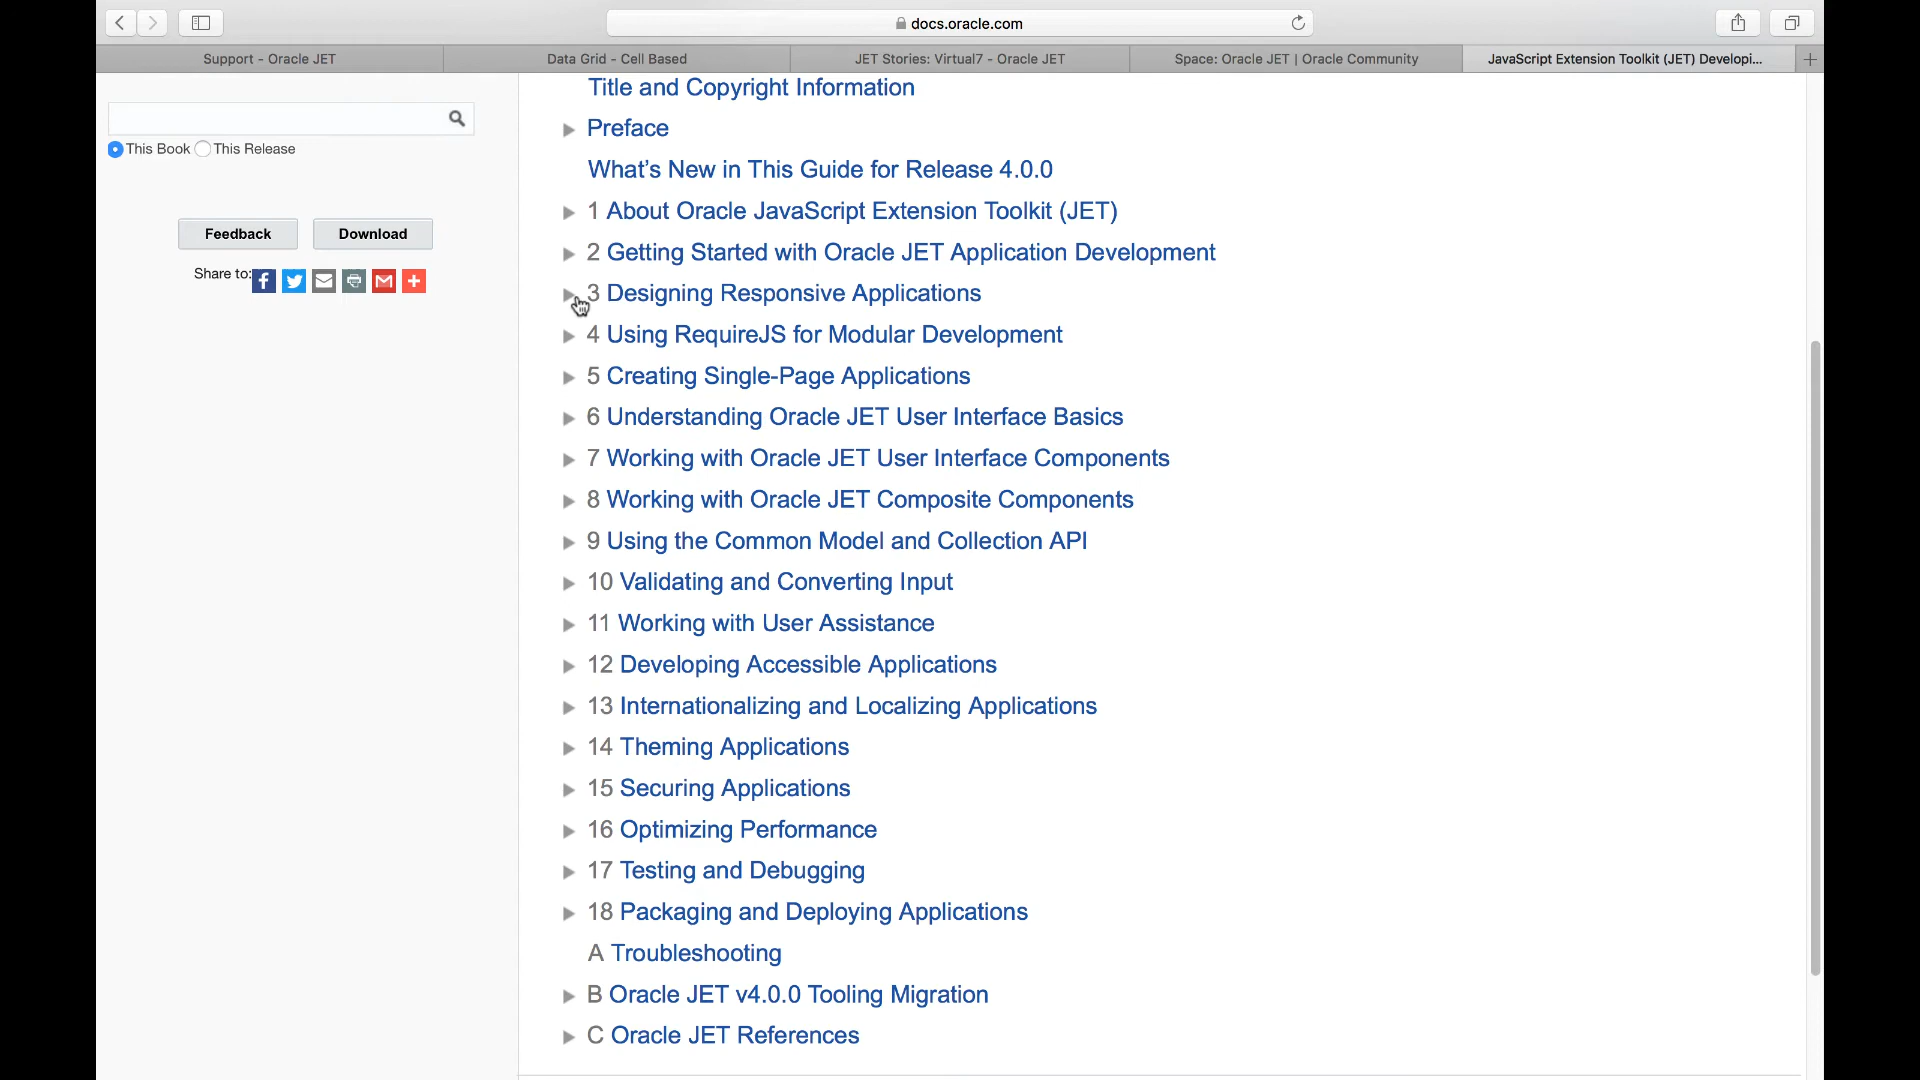 docs.oracle.com
Support - Oracle JET
Data Grid - Cell Based
JET Stories: Virtual7 - Oracle JET
Space: Oracle JET | Oracle Community
JavaScript Extension Toolkit (JET) Developi...
This Book
This Release
Feedback
Download
Share to:
Title and Copyright Information
Preface
What's New in This Guide for Release 4.0.0
1 About Oracle JavaScript Extension Toolkit (JET)
2 Getting Started with Oracle JET Application Development
3 Designing Responsive Applications
4 Using RequireJS for Modular Development
5 Creating Single-Page Applications
6 Understanding Oracle JET User Interface Basics
7 Working with Oracle JET User Interface Components
8 Working with Oracle JET Composite Components
9 Using the Common Model and Collection API
10 Validating and Converting Input
11 Working with User Assistance
12 Developing Accessible Applications
13 Internationalizing and Localizing Applications
14 Theming Applications
15 Securing Applications
16 Optimizing Performance
17 Testing and Debugging
18 Packaging and Deploying Applications
A Troubleshooting
B Oracle JET v4.0.0 Tooling Migration
C Oracle JET References